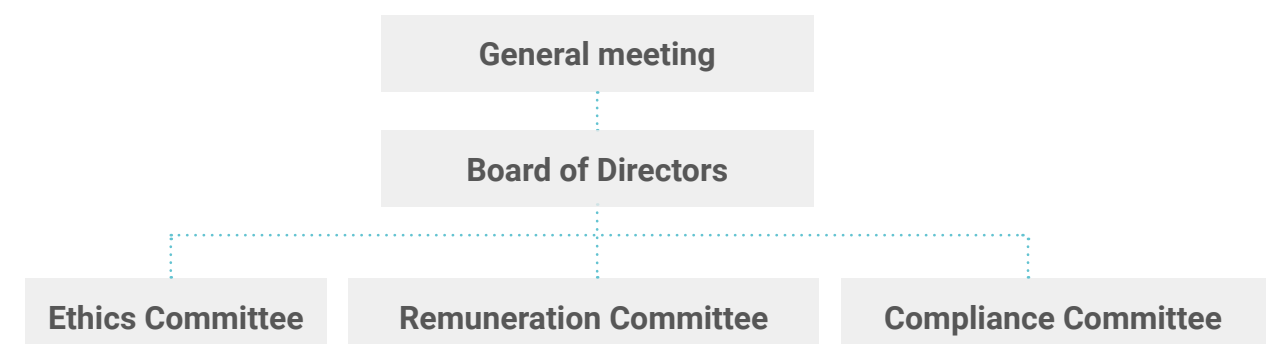 General meeting
Board of Directors
Ethics Committee
Remuneration Committee
Compliance Committee